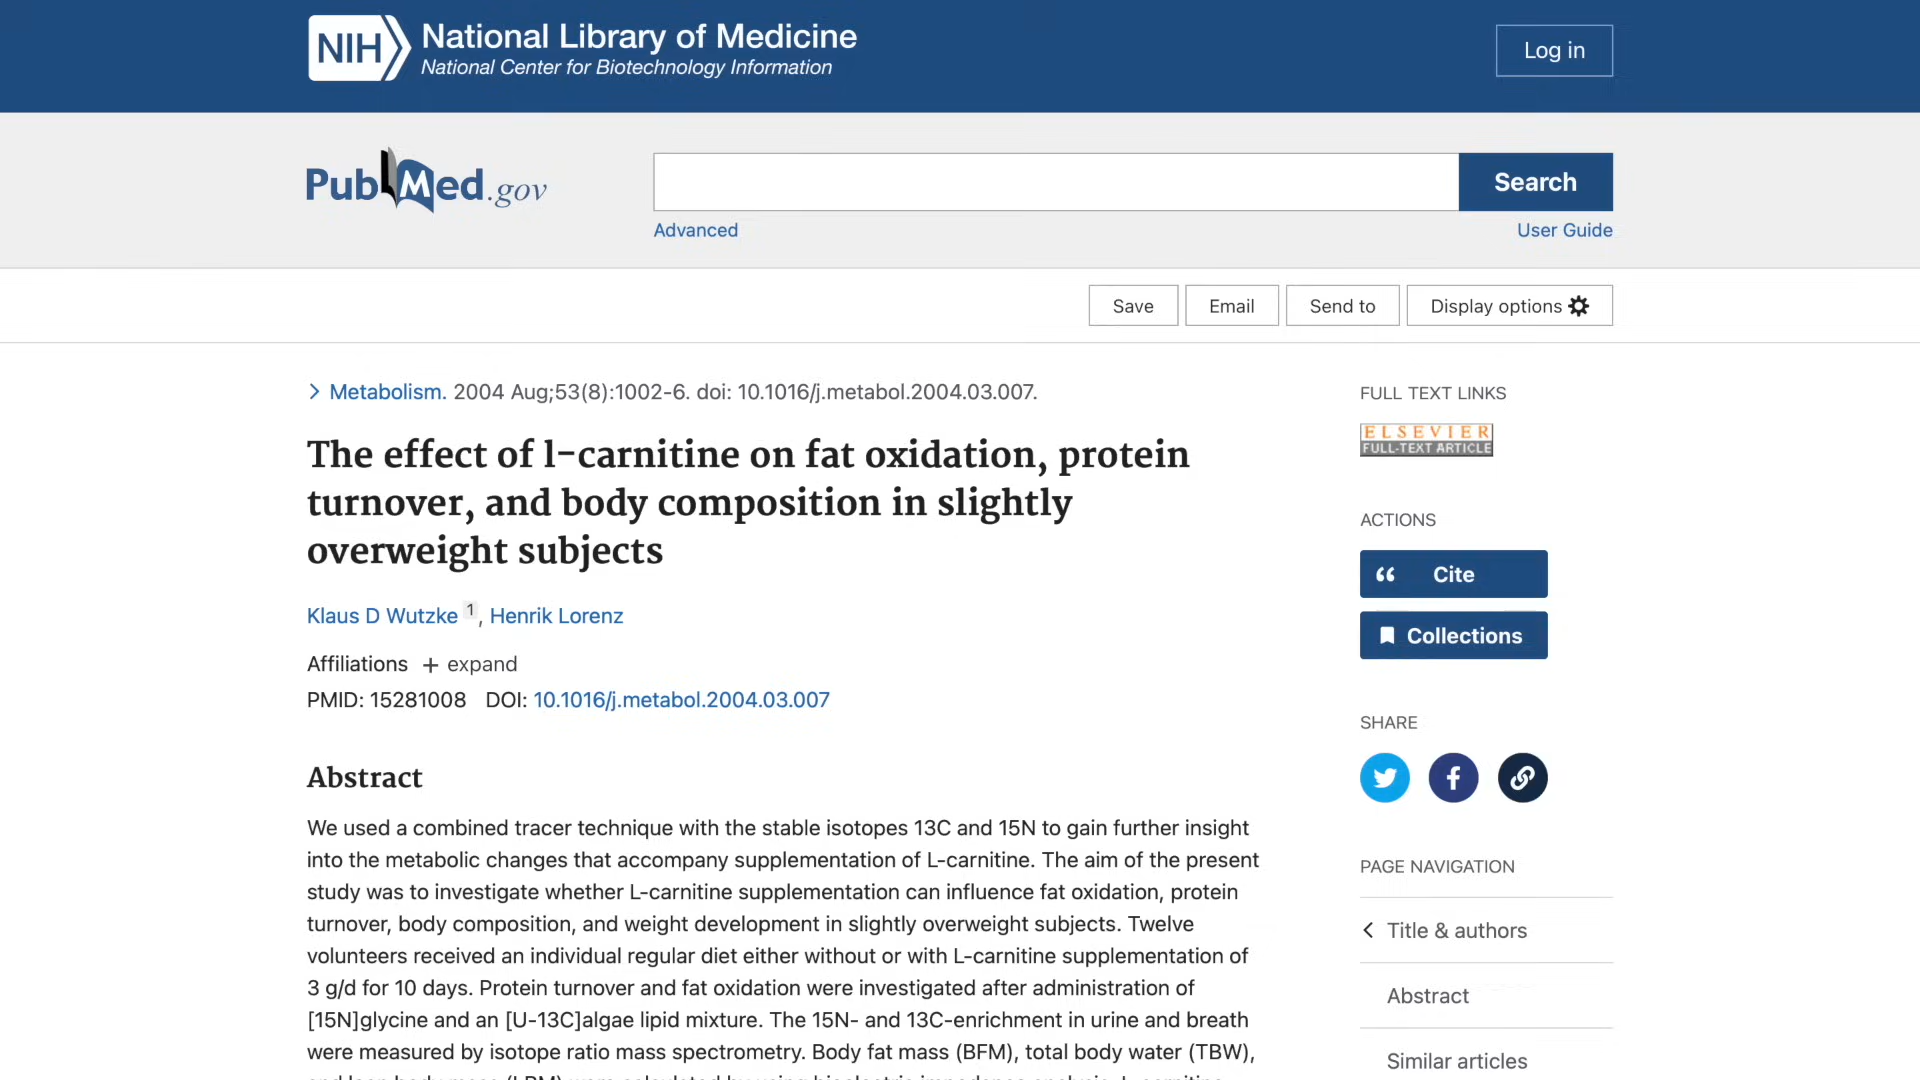 NIH National Library of Medicine
National Center for Biotechnology Information
Log in
PubMed.gov
Search
Advanced
User Guide
Save
Email
Send to
Display options
Metabolism. 2004 Aug;53(8):1002-6. doi: 10.1016/j.metabol.2004.03.007.
The effect of l-carnitine on fat oxidation, protein
turnover, and body composition in slightly
overweight subjects
Klaus D Wutzke 1, Henrik Lorenz
Affiliations + expand
PMID: 15281008 DOI: 10.1016/j.metabol.2004.03.007
Abstract
We used a combined tracer technique with the stable isotopes 13C and 15N to gain further insight
into the metabolic changes that accompany supplementation of L-carnitine. The aim of the present
study was to investigate whether L-carnitine supplementation can influence fat oxidation, protein
turnover, body composition, and weight development in slightly overweight subjects. Twelve
volunteers received an individual regular diet either without or with L-carnitine supplementation of
3 g/d for 10 days. Protein turnover and fat oxidation were investigated after administration of
[15N]glycine and an [U-13C]algae lipid mixture. The 15N- and 13C-enrichment in urine and breath
were measured by isotope ratio mass spectrometry. Body fat mass (BFM), total body water (TBW),
FULL TEXT LINKS
ELSEVIER
FULL-TEXT ARTICLE
ACTIONS
Cite
Collections
SHARE
PAGE NAVIGATION
Title & authors
Abstract
Similar articles